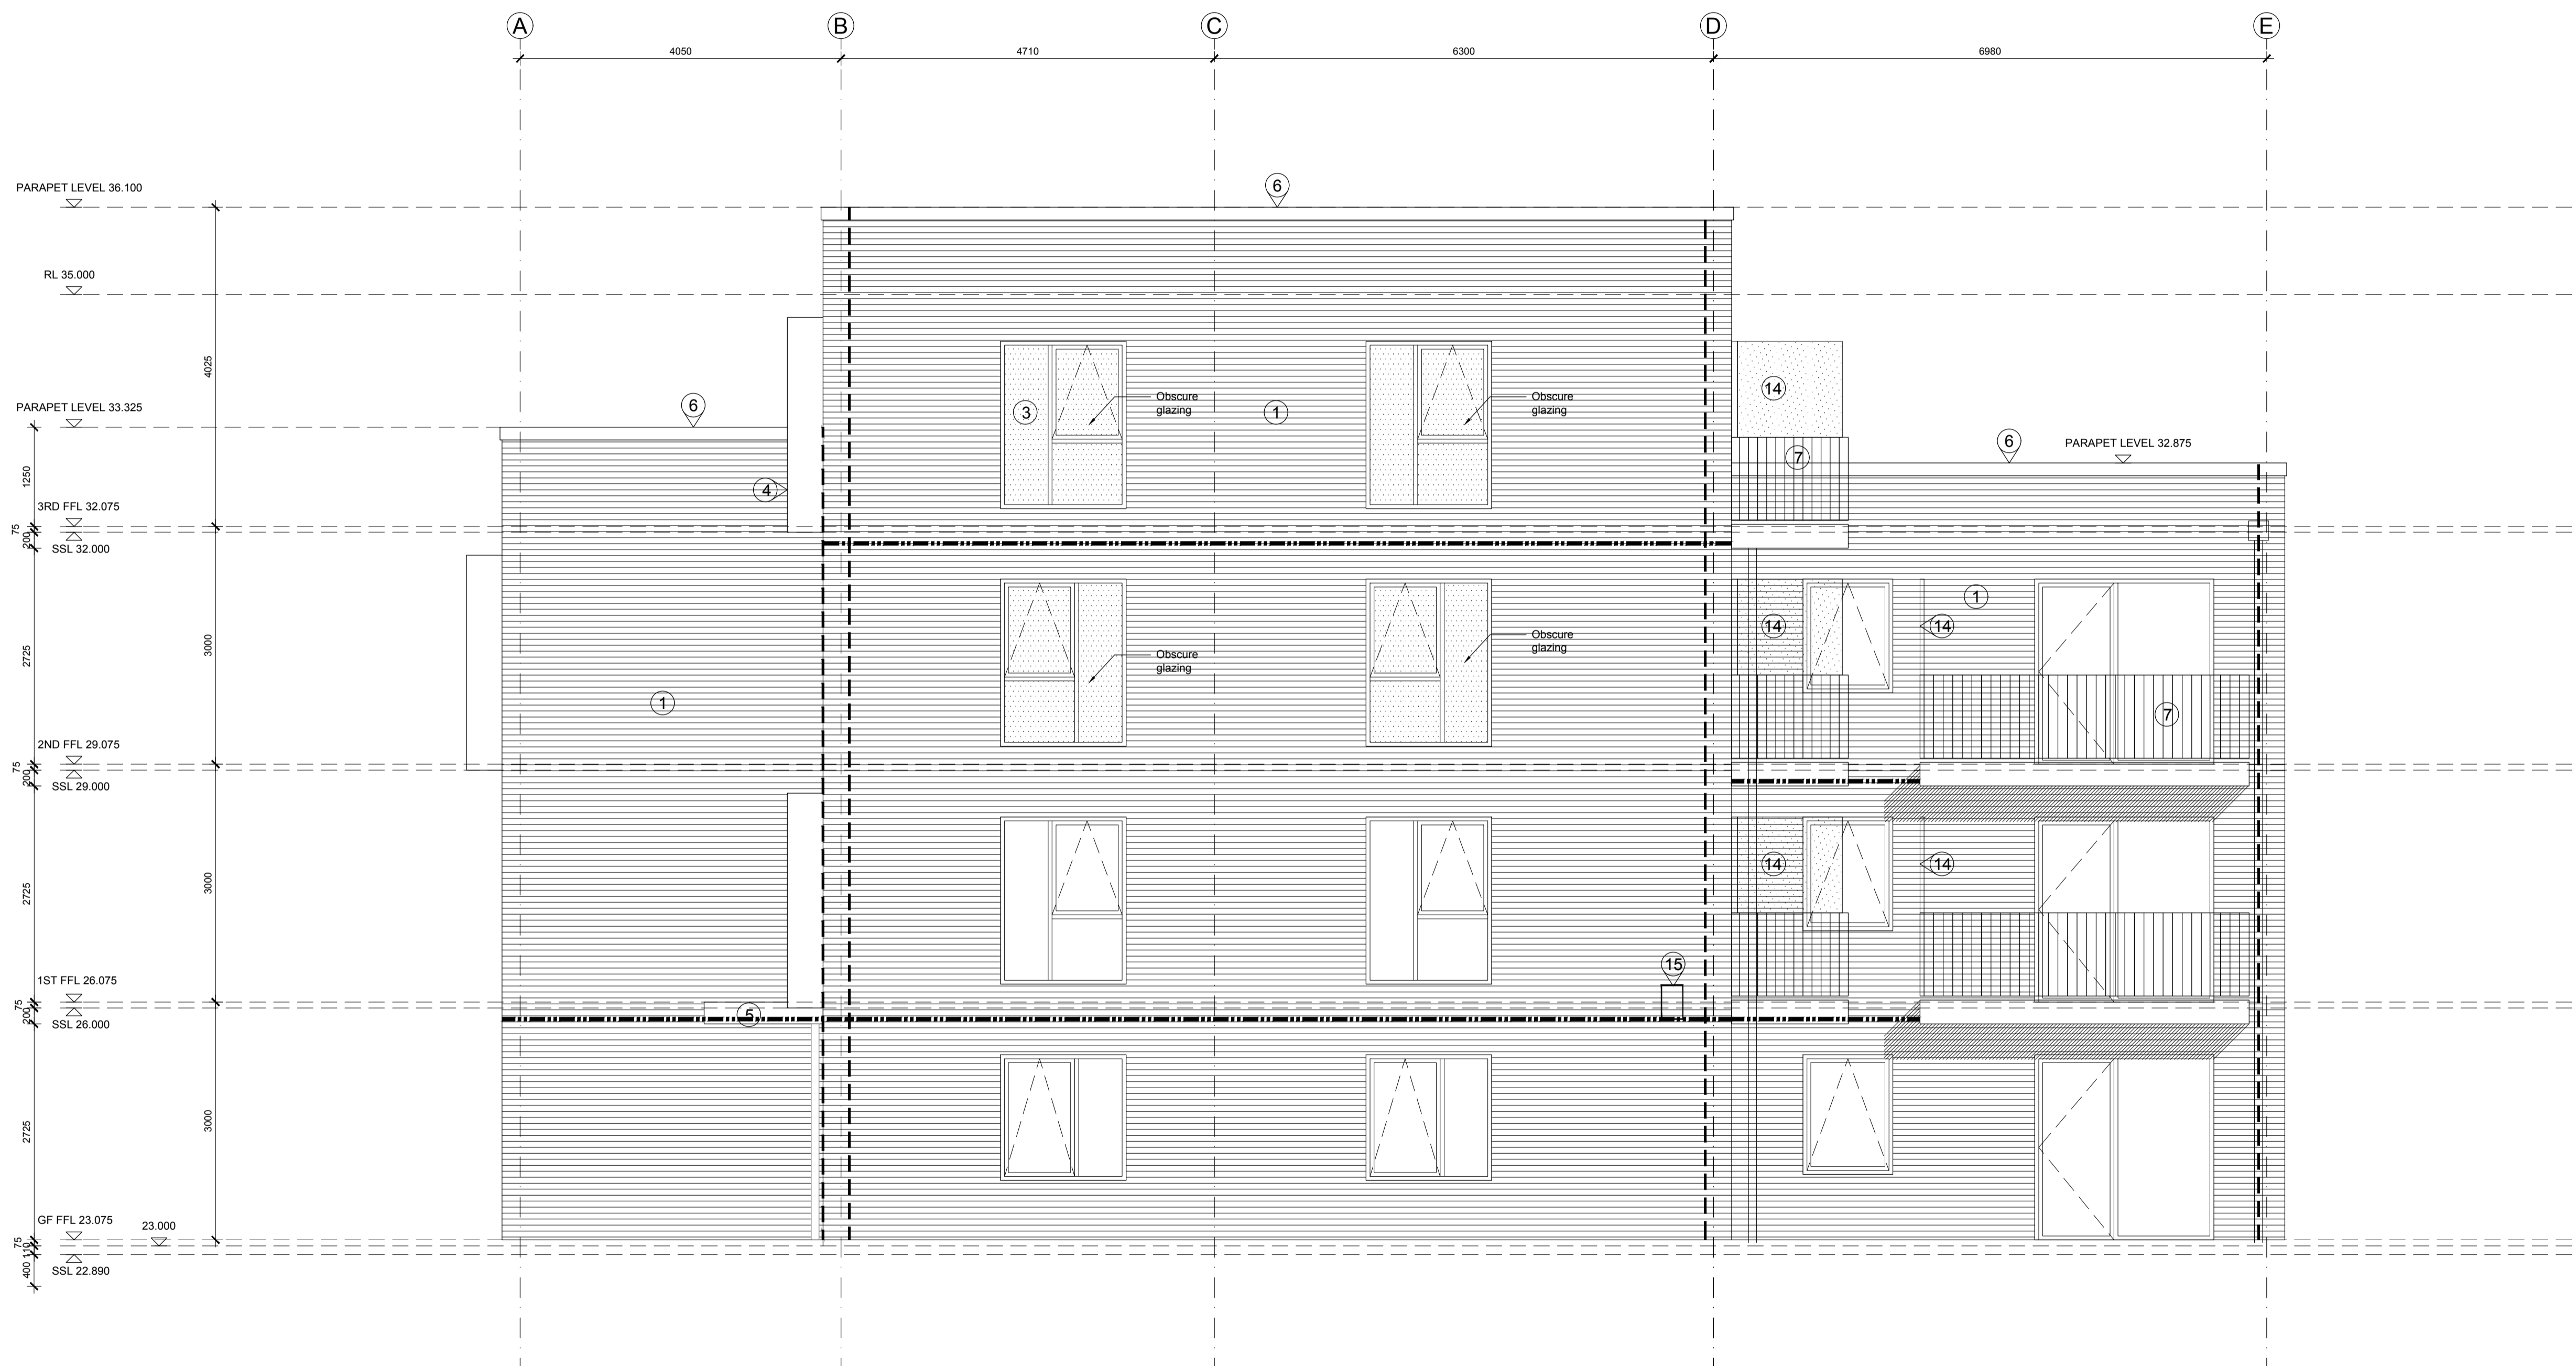 A
B
C
D
E
4050
4710
6300
6980
PARAPET LEVEL 36.100
6
RL 35.000
4025
PARAPET LEVEL 33.325
6
3
Obscure
glazing
1
Obscure
glazing
14
7
6
PARAPET LEVEL 32.875
1250
4
3RD FFL 32.075
75
200
SSL 32.000
2725
3000
1
Obscure
glazing
Obscure
glazing
14
14
1
7
2ND FFL 29.075
75
200
SSL 29.000
2725
3000
14
14
15
1ST FFL 26.075
75
200
SSL 26.000
5
2725
3000
GF FFL 23.075
23.000
75
110
400
SSL 22.890